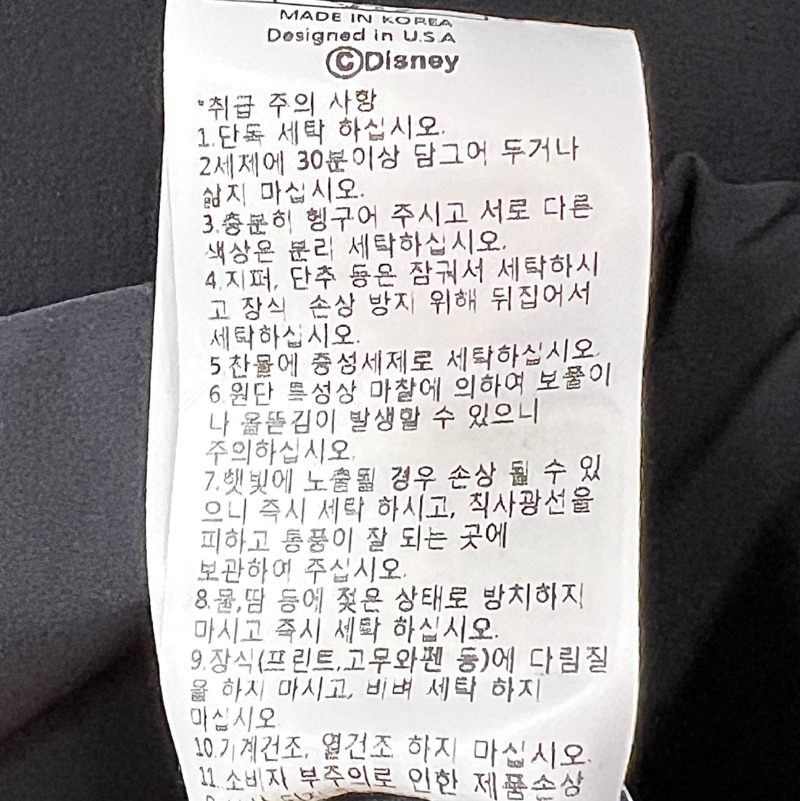 MADE IN KOREA
Designed in U.S.A
©Disney
*취급 주의 사항
1.단독 세탁 하십시오.
2세제에 30분이상 담그어 두거나
삶지 마십시오.
3.충분히 헹구어 주시고 서로 다른
색상은 분리 세탁하십시오.
4.지퍼, 단추 등은 잠궈서 세탁하시
고 장식 손상 방지 위해 뒤집어서
세탁하십시오.
5.찬물에 중성세제로 세탁하십시오.
6.원단 특성상 마찰에 의하여 보풀이
나 올뜯김이 발생할 수 있으니
주의하십시오.
7.햇빛에 노출될 경우 손상 될 수 있
으니 즉시 세탁 하시고, 직사광선을
피하고 통풍이 잘 되는 곳에
보관하여 주십시오.
8.물,땀 등에 젖은 상태로 방치하지
마시고 즉시 세탁 하십시오.
9.장식(프린트,고무와펜 등)에 다림질
을 하지 마시고, 비벼 세탁 하지
마십시오
10.기계건조, 열건조 하지 마십시오.
11.소비자 부주의로 인한 제품손상